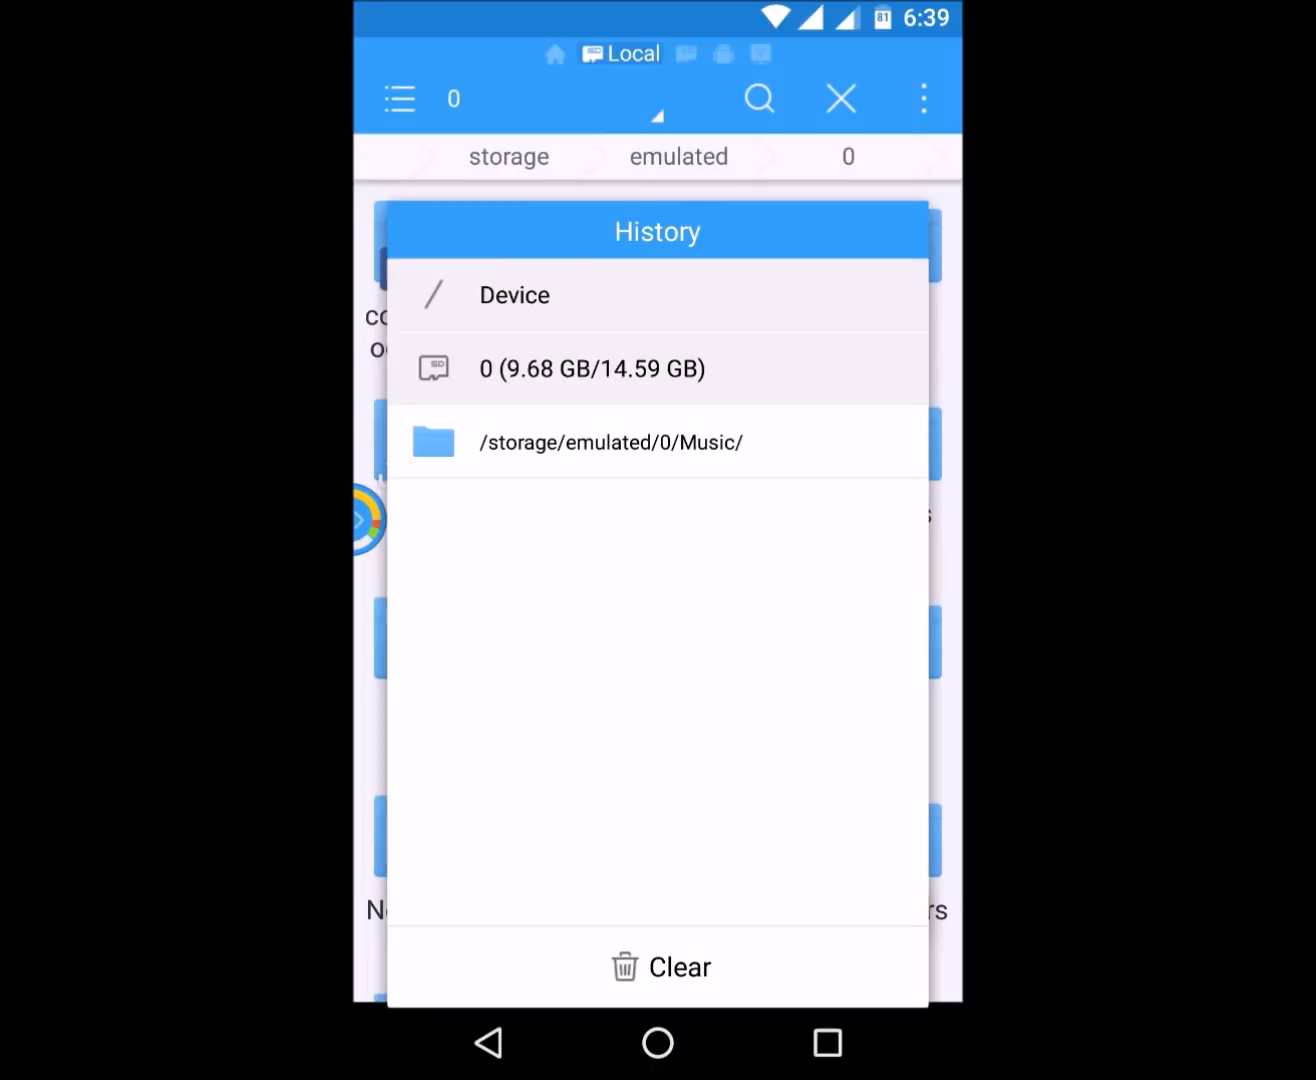 81 6:39
Local
0
storage emulated 0
History
Device
0 (9.68 GB/14.59 GB)
/storage/emulated/0/Music/
Clear